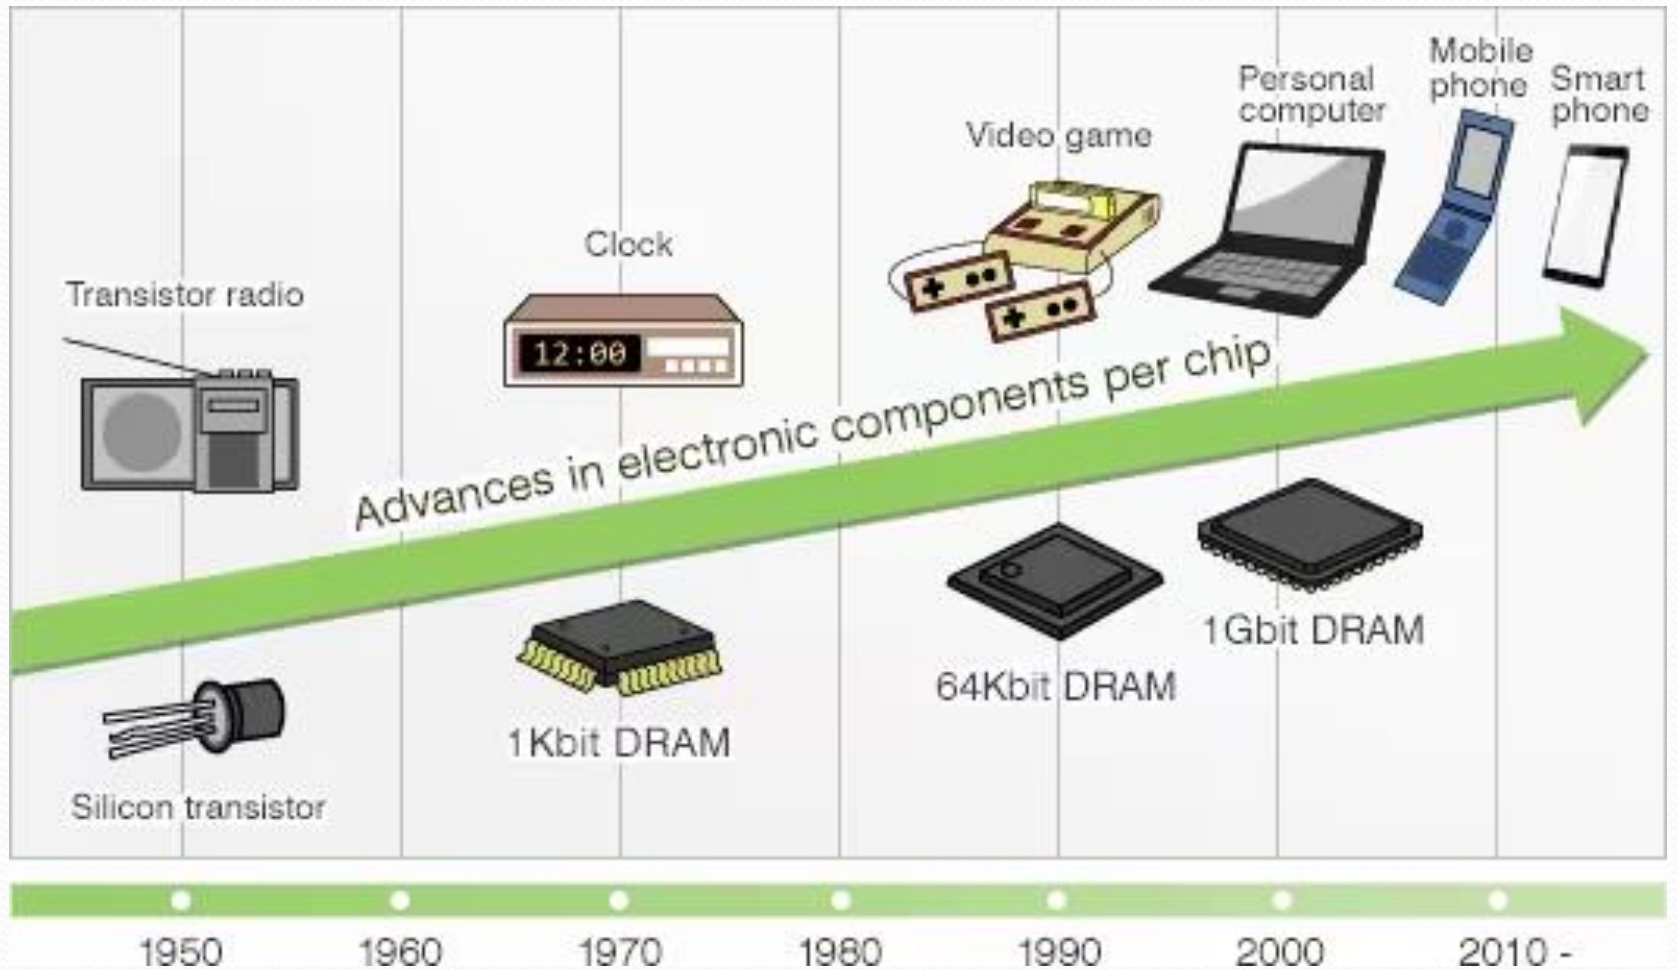 Mobile
phone
Smart
phone
Personal
computer
Video game
Clock
Transistor radio
12:00
Advances in electronic components per chip
1Gbit DRAM
64Kbit DRAM
1Kbit DRAM
Silicon transistor
1950
1960
1970
1980
1990
2000
2010 -